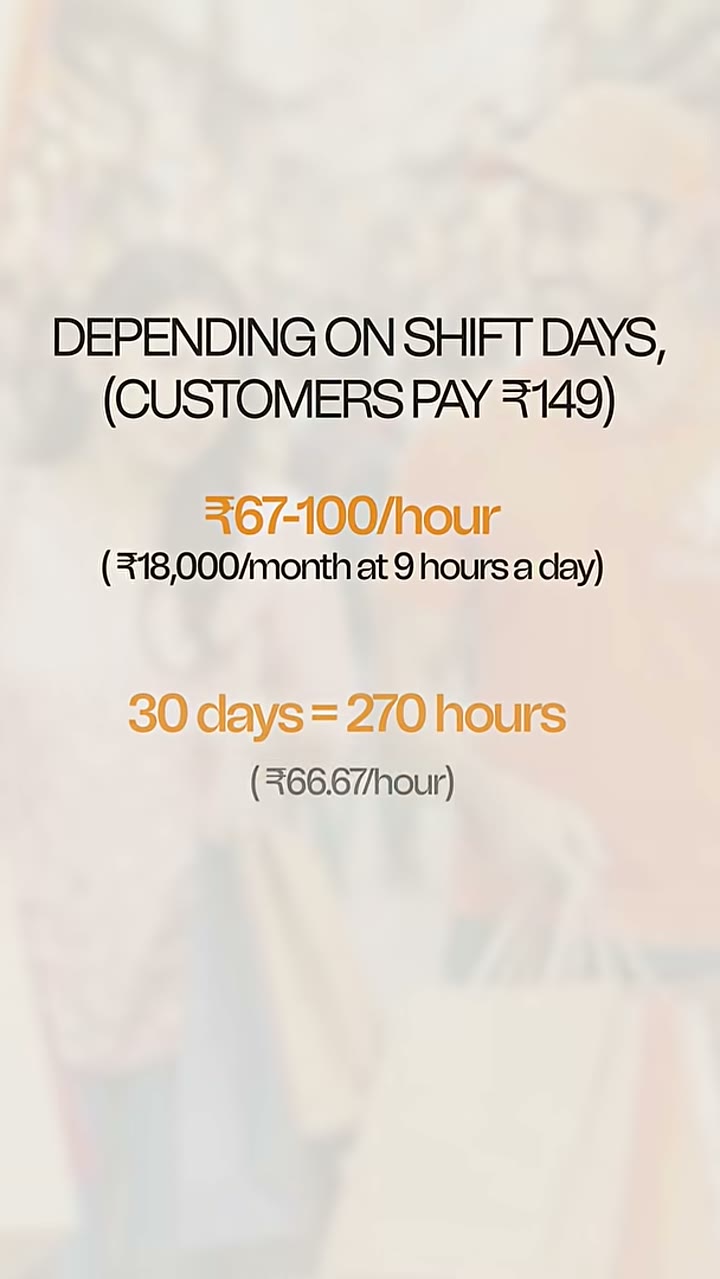 DEPENDING ON SHIFT DAYS,
(CUSTOMERS PAY ₹149)
₹67-100/hour
( ₹18,000/month at 9 hours a day)
30 days = 270 hours
( ₹66.67/hour)